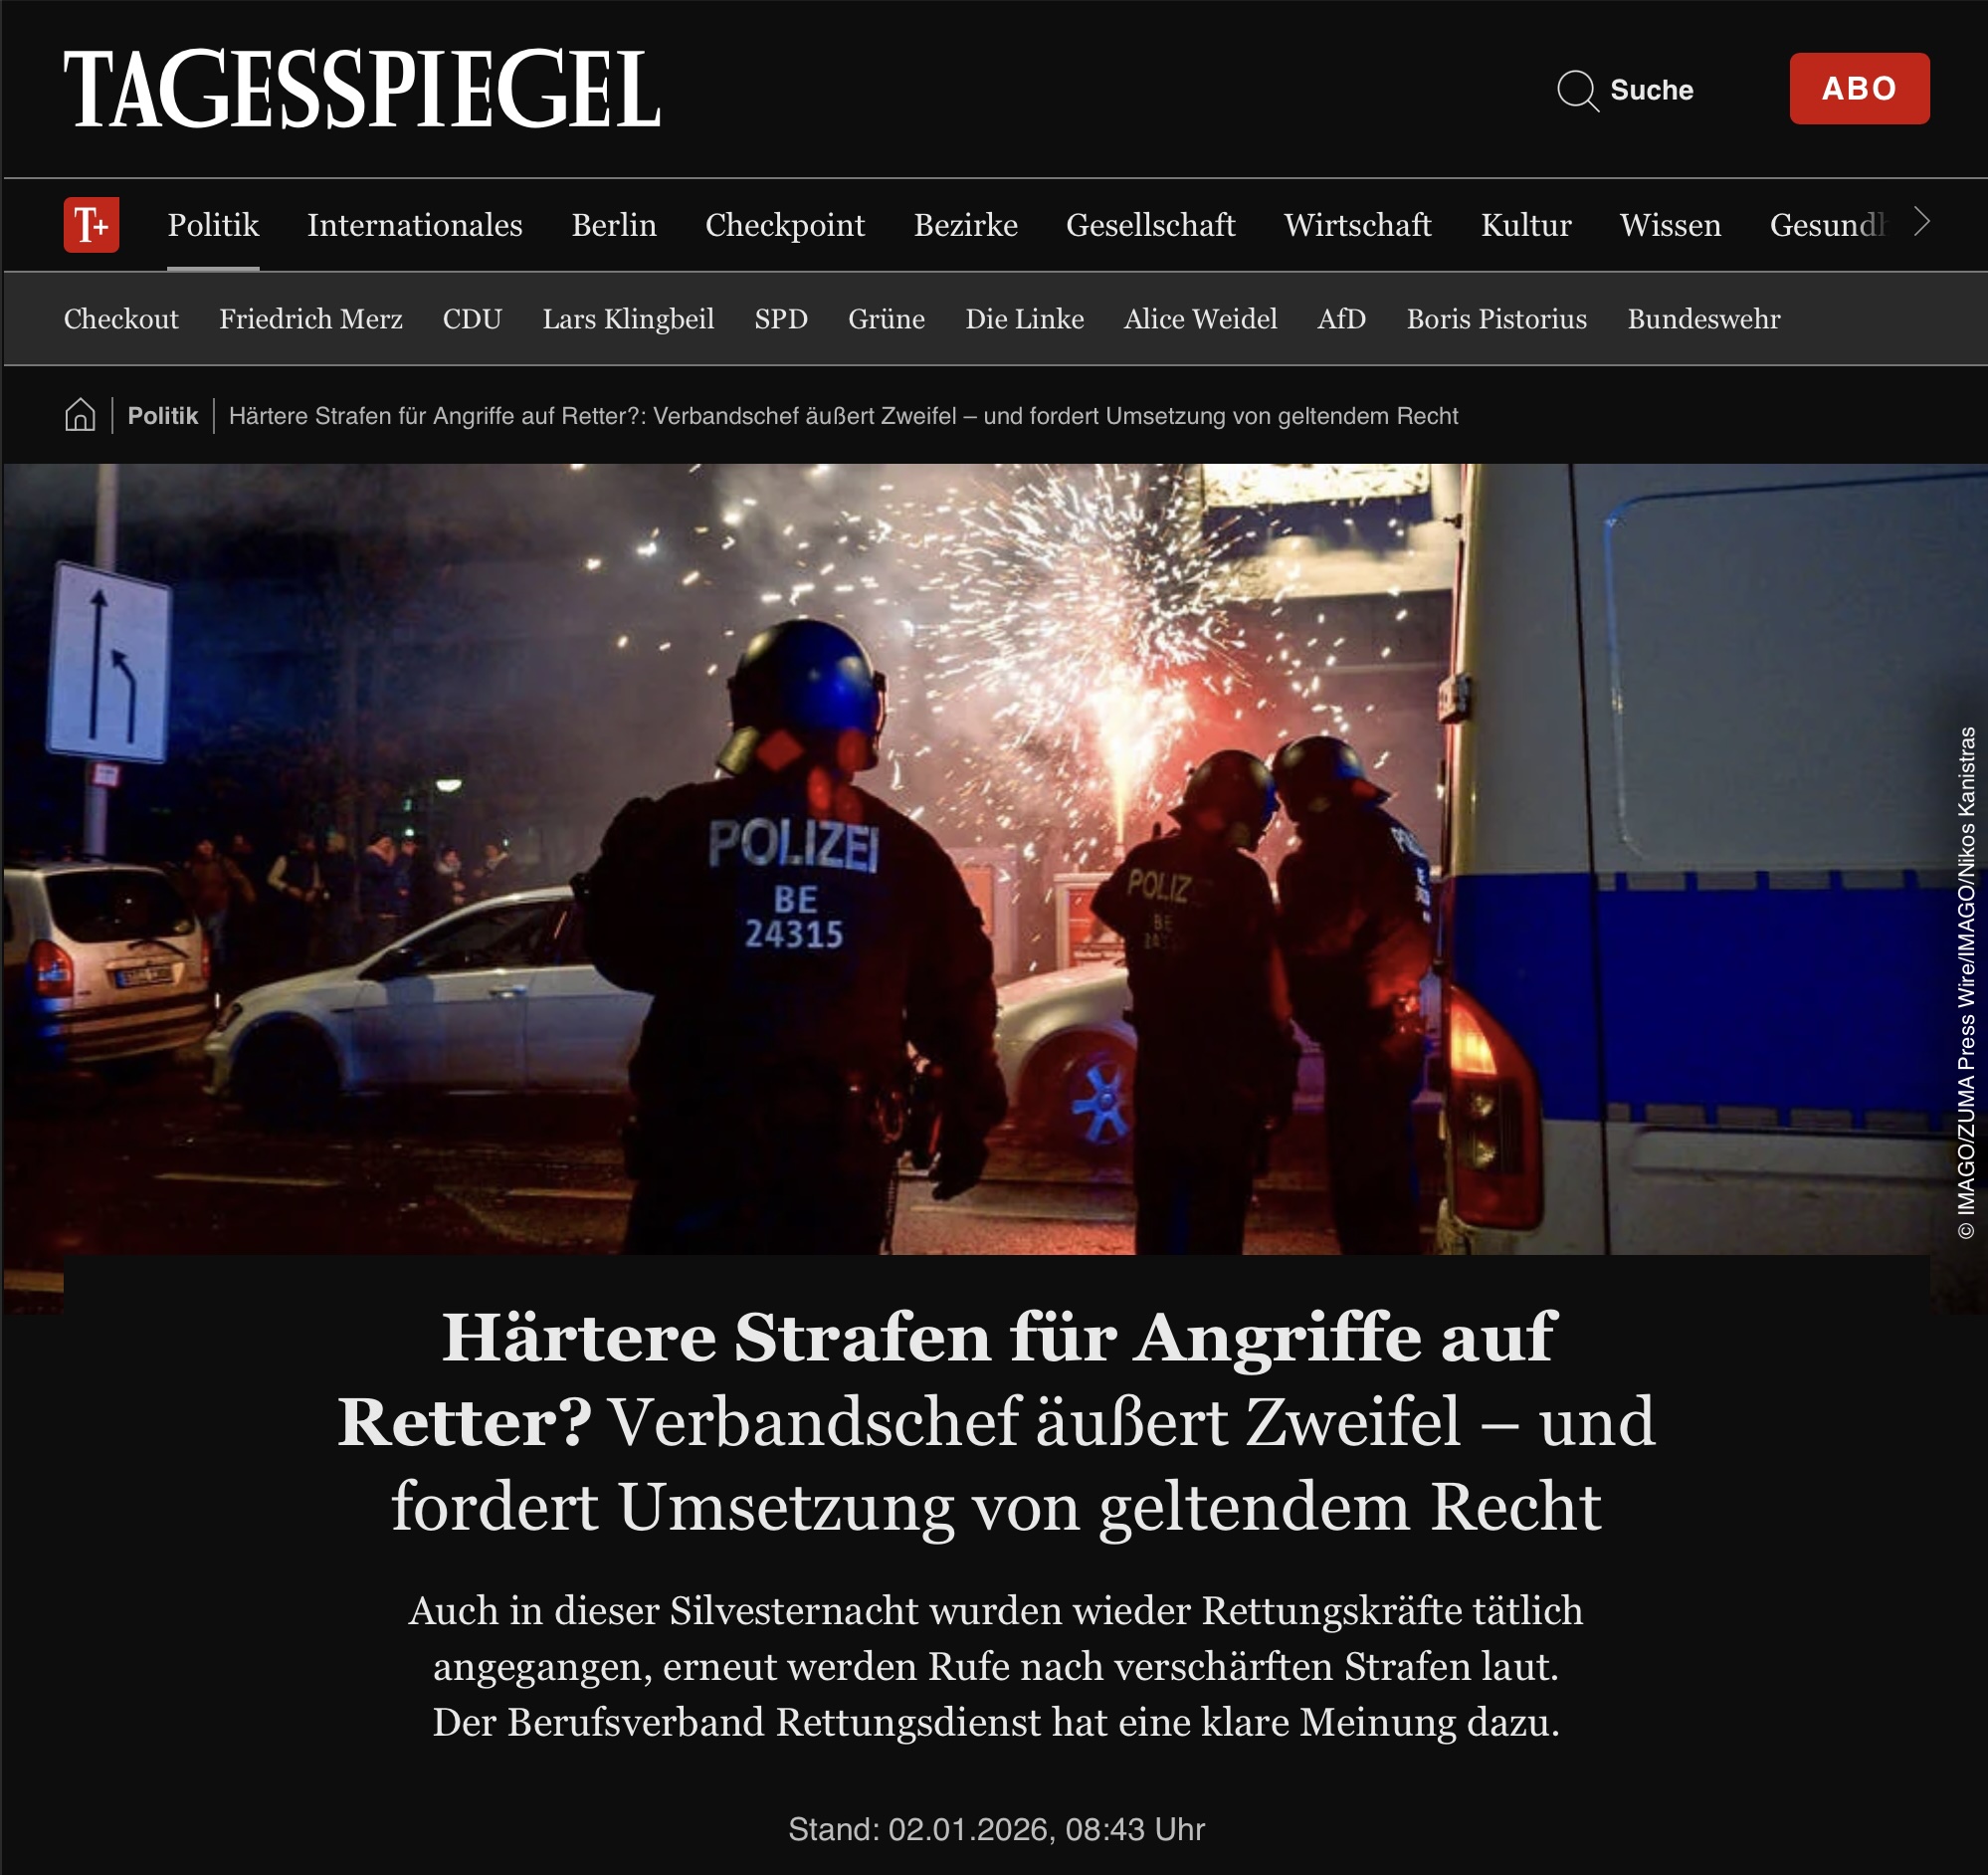 TAGESSPIEGEL
Suche
ABO
T+
Politik Internationales Berlin Checkpoint Bezirke Gesellschaft Wirtschaft Kultur Wissen
Checkout Friedrich Merz CDU Lars Klingbeil SPD Grüne Die Linke Alice Weidel AfD Boris Pistorius Bundeswehr
Politik Härtere Strafen für Angriffe auf Retter?: Verbandschef äußert Zweifel – und fordert Umsetzung von geltendem Recht
POLIZEI
BE
24315
POLIZ
BE
© IMAGO/ZUMA Press Wire/IMAGO/Nikos Kanistras
Härtere Strafen für Angriffe auf
Retter? Verbandschef äußert Zweifel – und
fordert Umsetzung von geltendem Recht
Auch in dieser Silvesternacht wurden wieder Rettungskräfte tätlich
angegangen, erneut werden Rufe nach verschärften Strafen laut.
Der Berufsverband Rettungsdienst hat eine klare Meinung dazu.
Stand: 02.01.2026, 08:43 Uhr